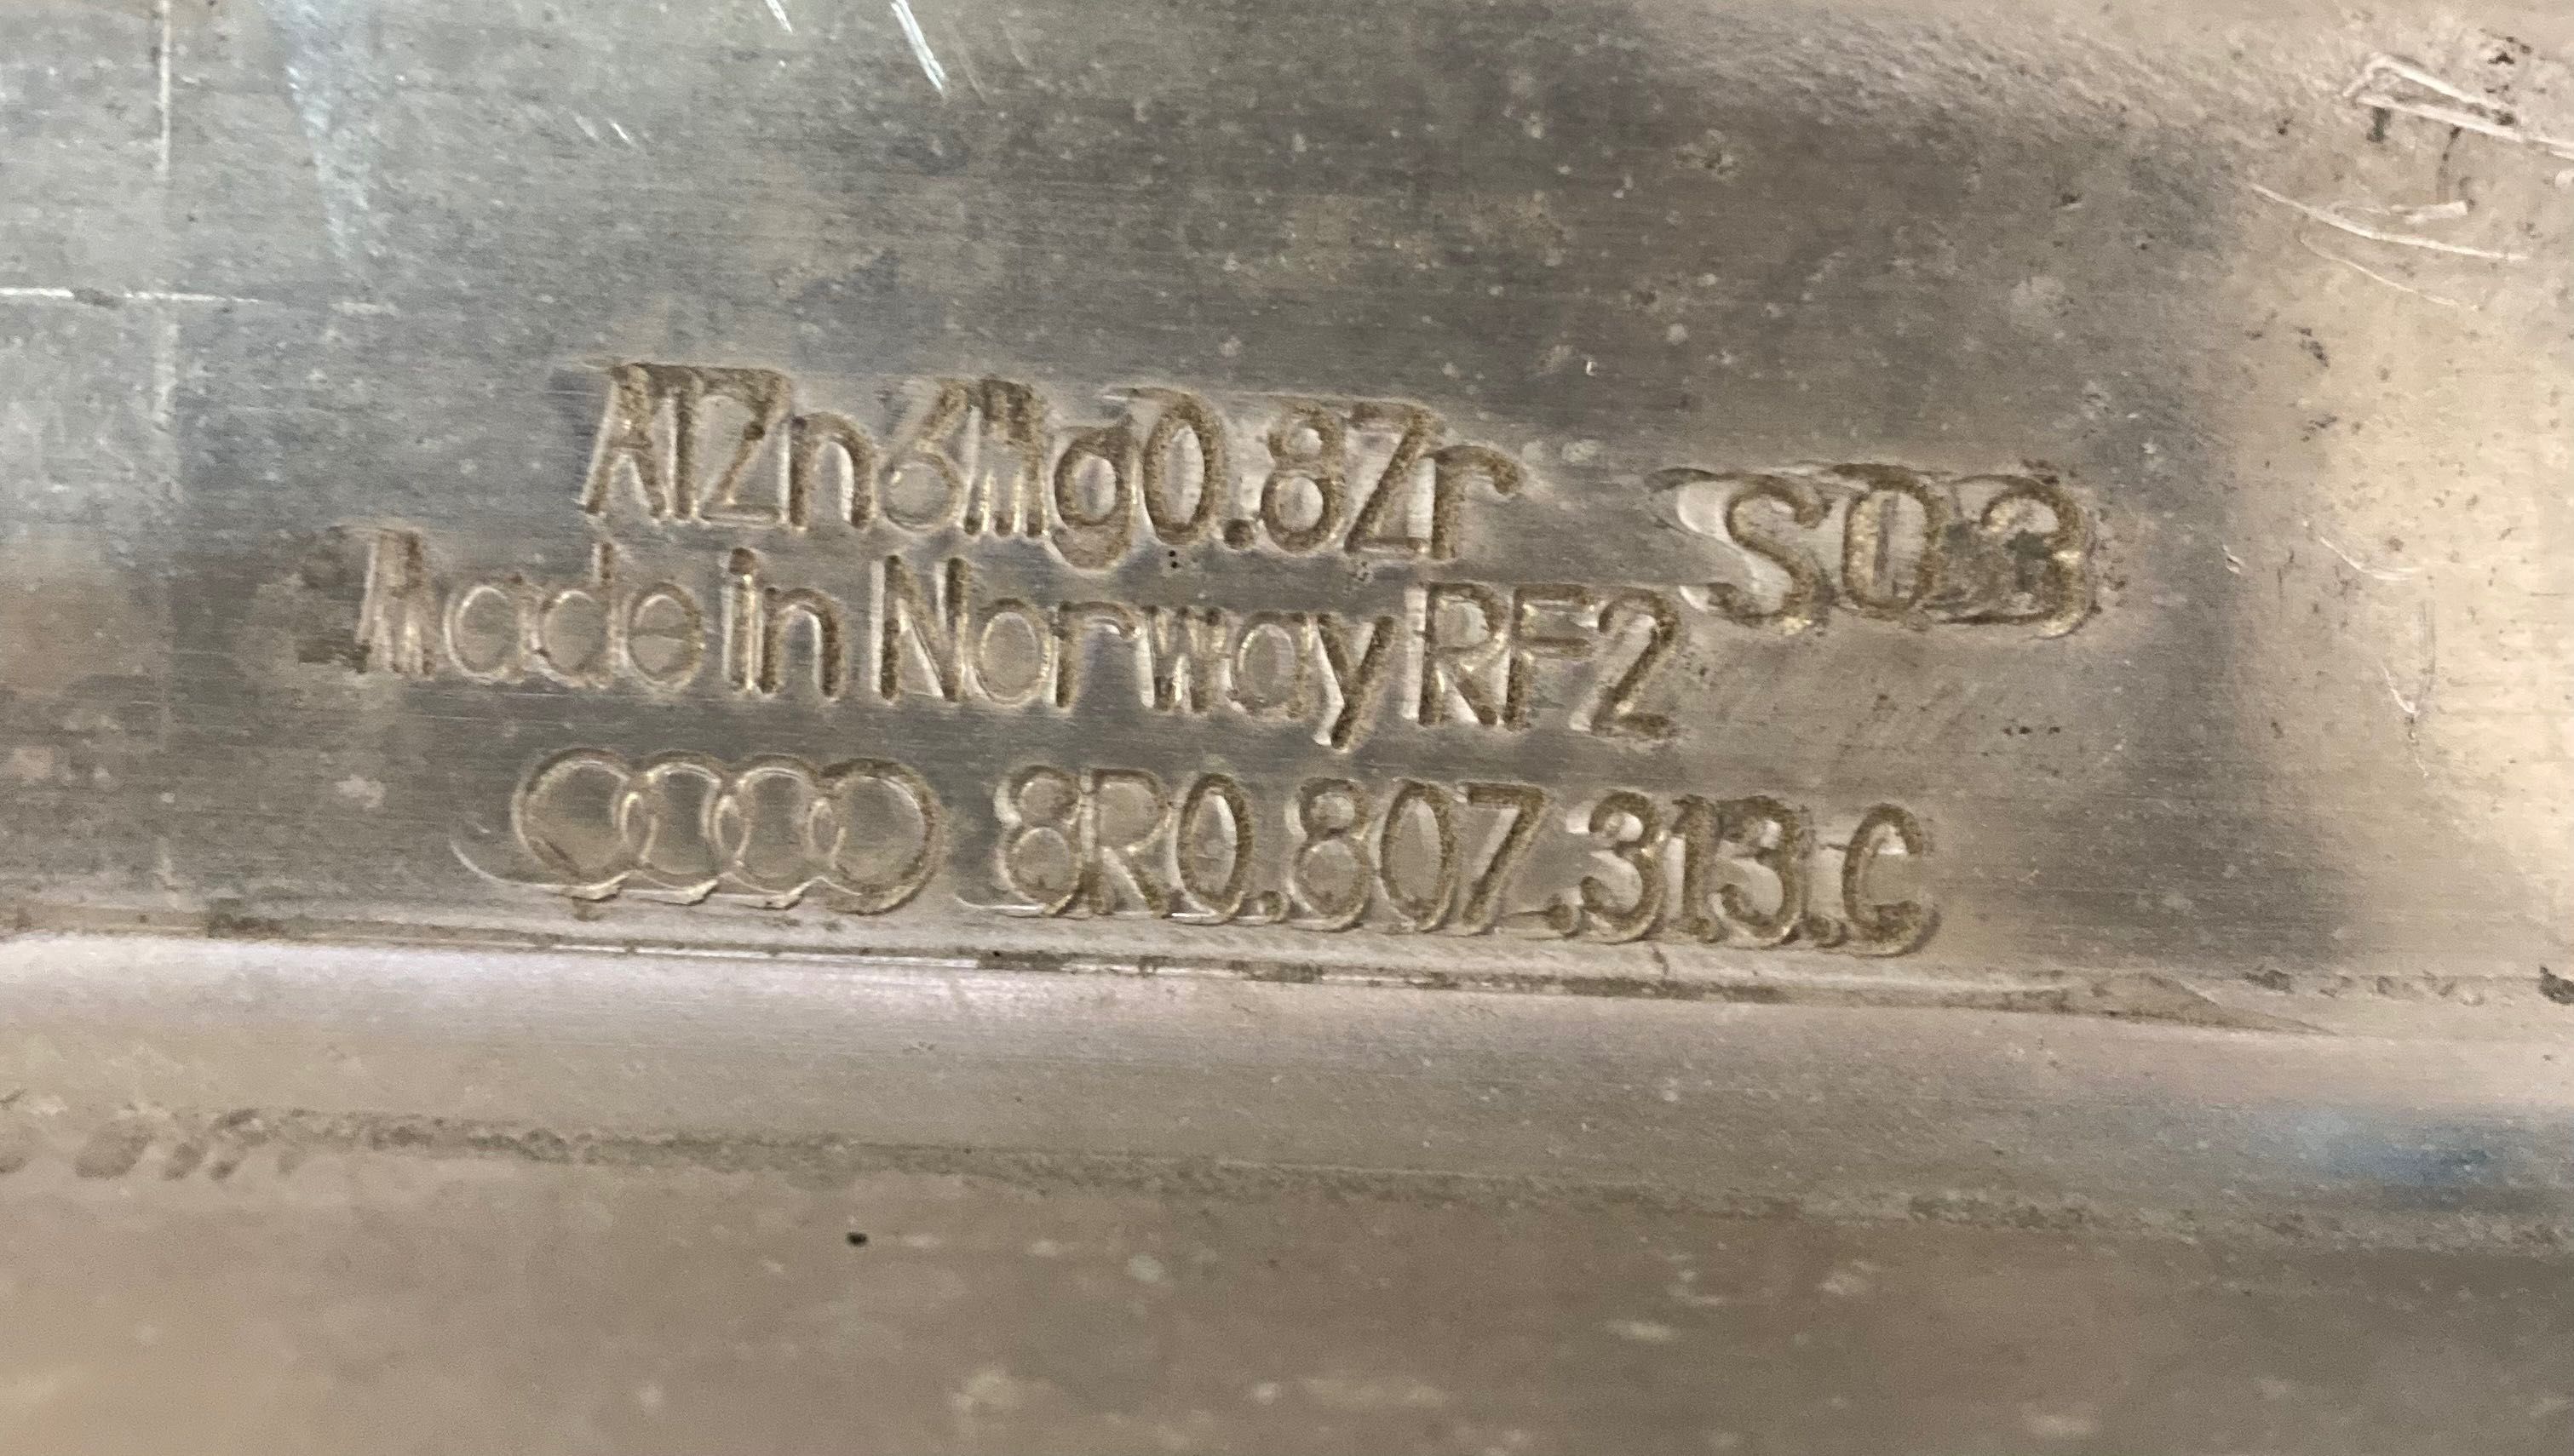 AlZn6Mg0.8Zr S03
Made in Norway RF2
8R0.807.313.C